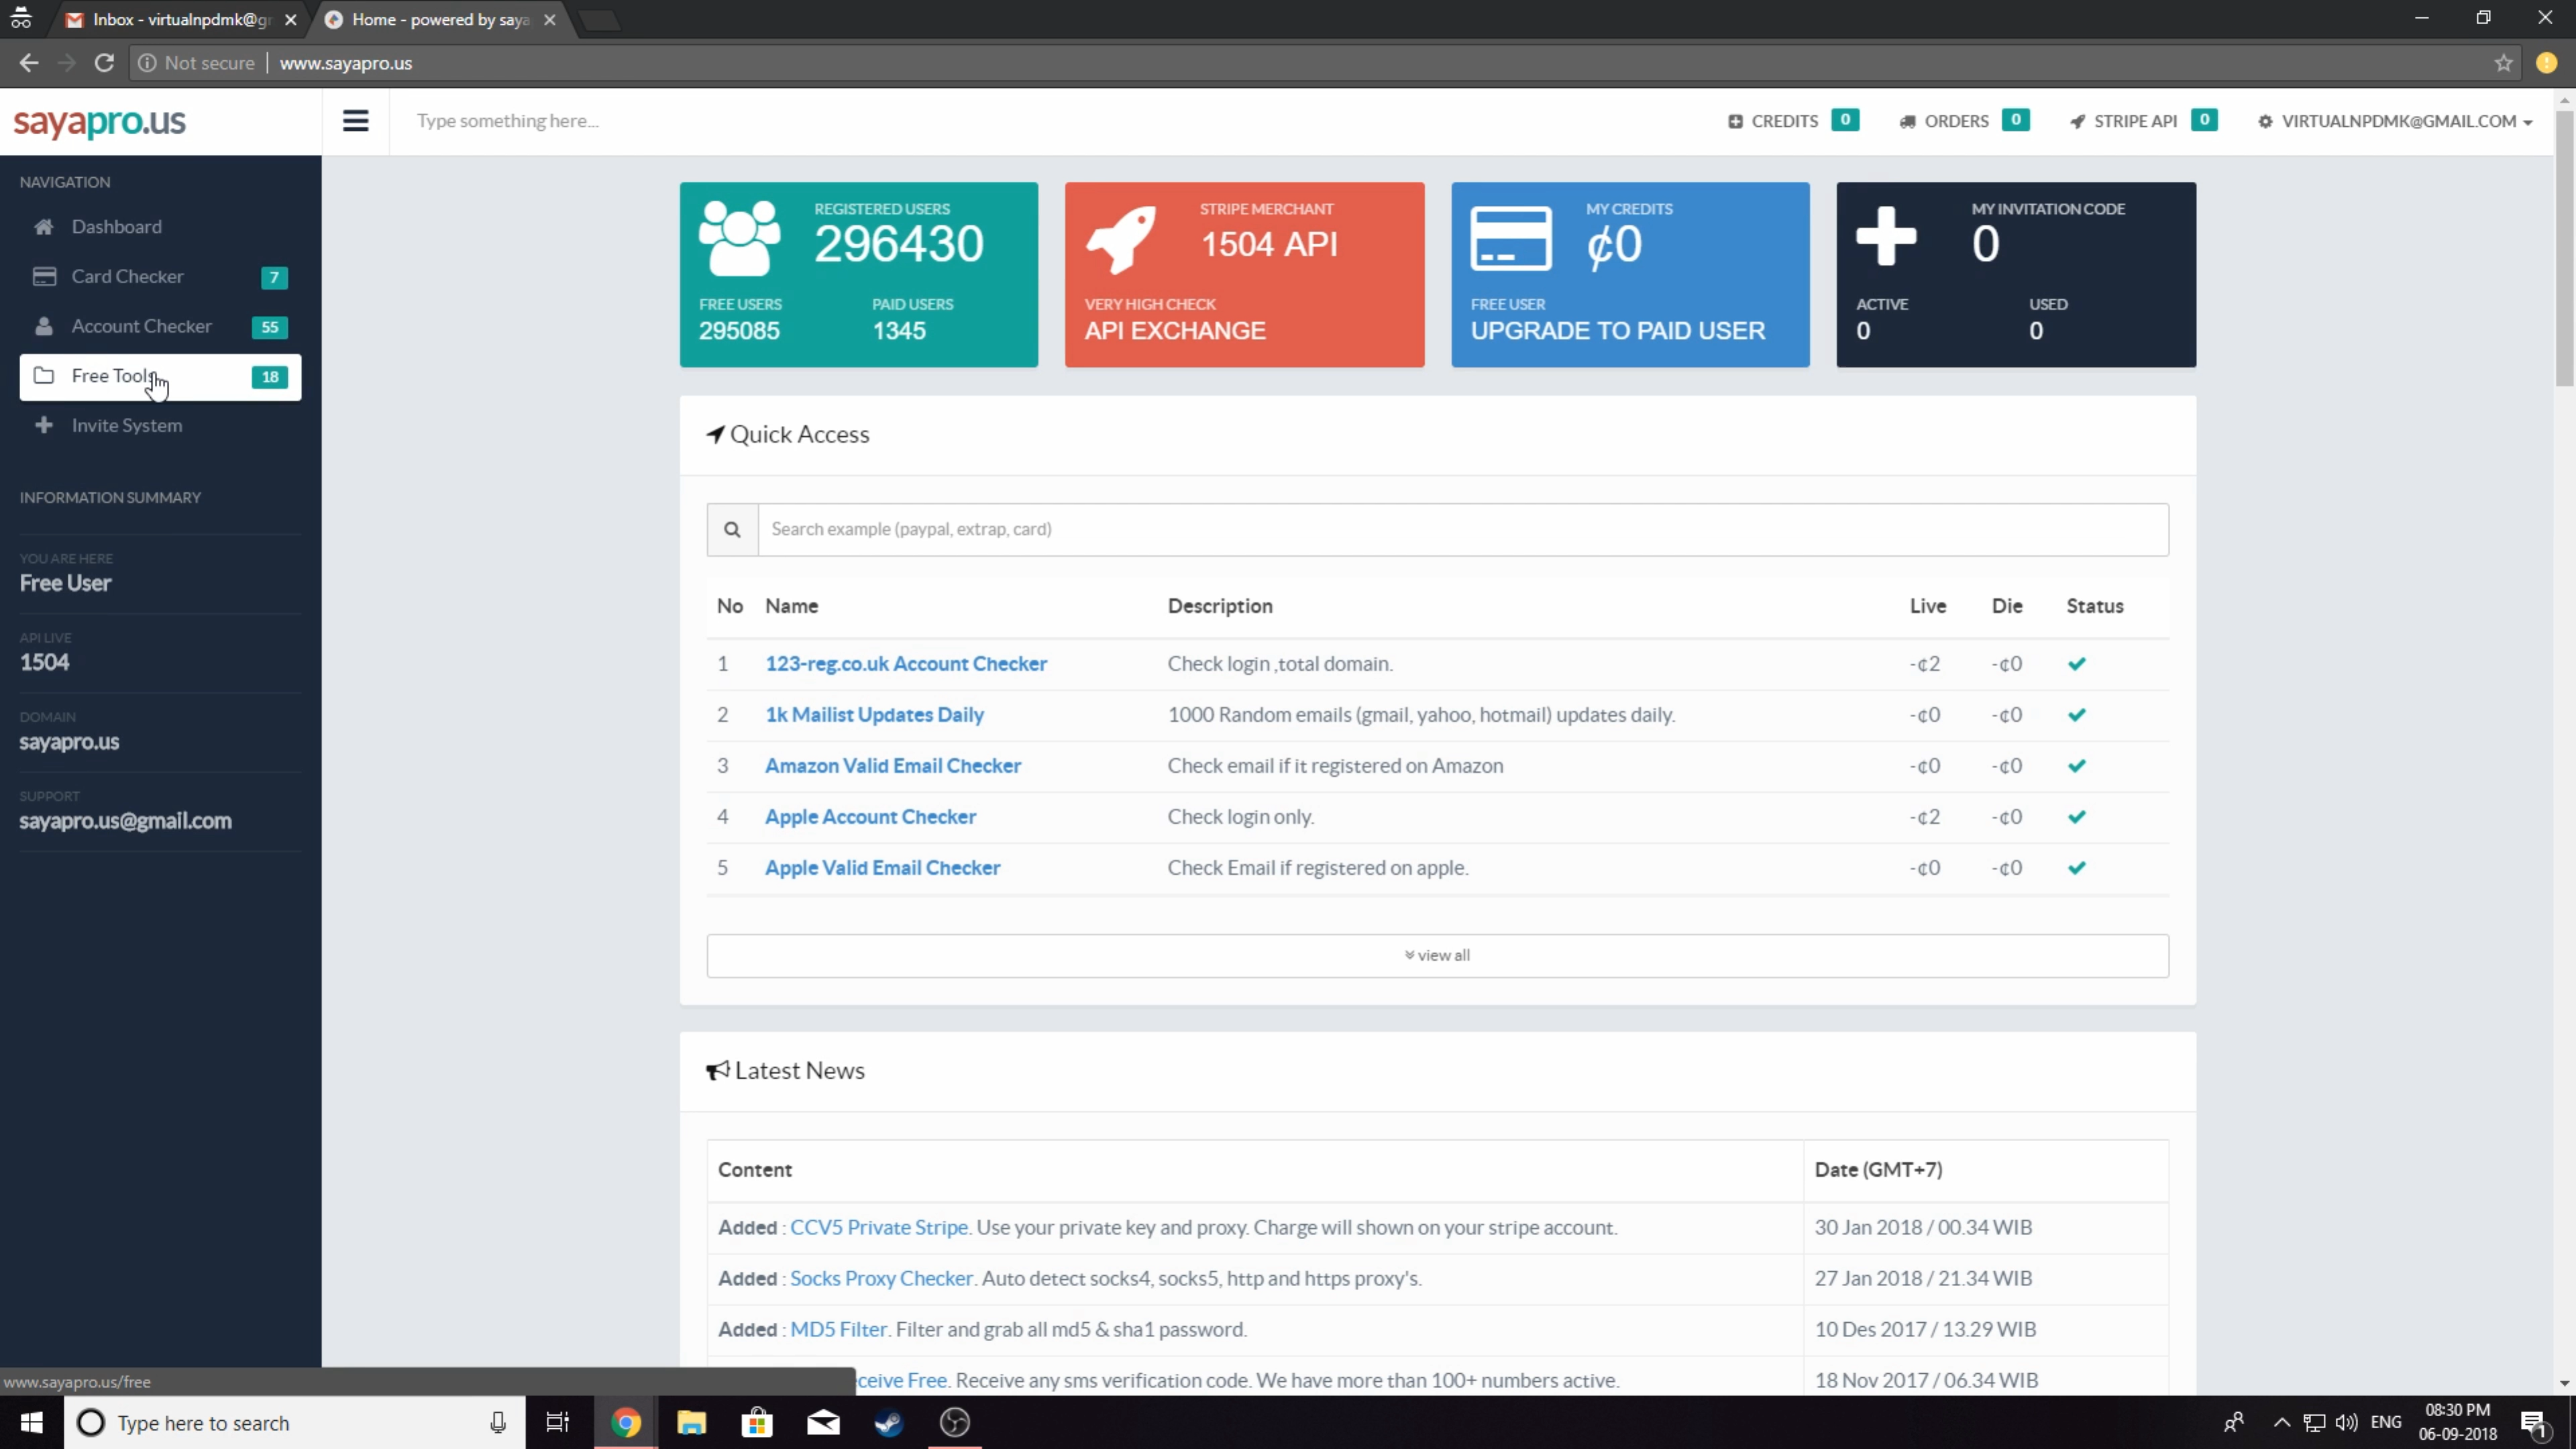 Inbox - virtualnpdmk@gr
Home - powered by saya
Not secure
www.sayapro.us
sayapro.us
Type something here...
CREDITS 0
ORDERS 0
STRIPE API 0
VIRTUALNPDMK@GMAIL.COM
NAVIGATION
Dashboard
Card Checker 7
Account Checker 55
Free Tools 18
Invite System
INFORMATION SUMMARY
YOU ARE HERE
Free User
API LIVE
1504
DOMAIN
sayapro.us
SUPPORT
sayapro.us@gmail.com
REGISTERED USERS
296430
FREE USERS PAID USERS
295085 1345
STRIPE MERCHANT
1504 API
VERY HIGH CHECK
API EXCHANGE
MY CREDITS
¢0
FREE USER
UPGRADE TO PAID USER
MY INVITATION CODE
0
ACTIVE USED
0 0
Quick Access
Search example (paypal, extrap, card)
No Name Description Live Die Status
1 123-reg.co.uk Account Checker Check login ,total domain. -¢2 -¢0
2 1k Mailist Updates Daily 1000 Random emails (gmail, yahoo, hotmail) updates daily. -¢0 -¢0
3 Amazon Valid Email Checker Check email if it registered on Amazon -¢0 -¢0
4 Apple Account Checker Check login only. -¢2 -¢0
5 Apple Valid Email Checker Check Email if registered on apple. -¢0 -¢0
view all
Latest News
Content Date (GMT+7)
Added : CCV5 Private Stripe. Use your private key and proxy. Charge will shown on your stripe account. 30 Jan 2018 / 00.34 WIB
Added : Socks Proxy Checker. Auto detect socks4, socks5, http and https proxy's. 27 Jan 2018 / 21.34 WIB
Added : MD5 Filter. Filter and grab all md5 & sha1 password. 10 Des 2017 / 13.29 WIB
ceive Free. Receive any sms verification code. We have more than 100+ numbers active. 18 Nov 2017 / 06.34 WIB
www.sayapro.us/free
Type here to search
ENG
08:30 PM
06-09-2018
1